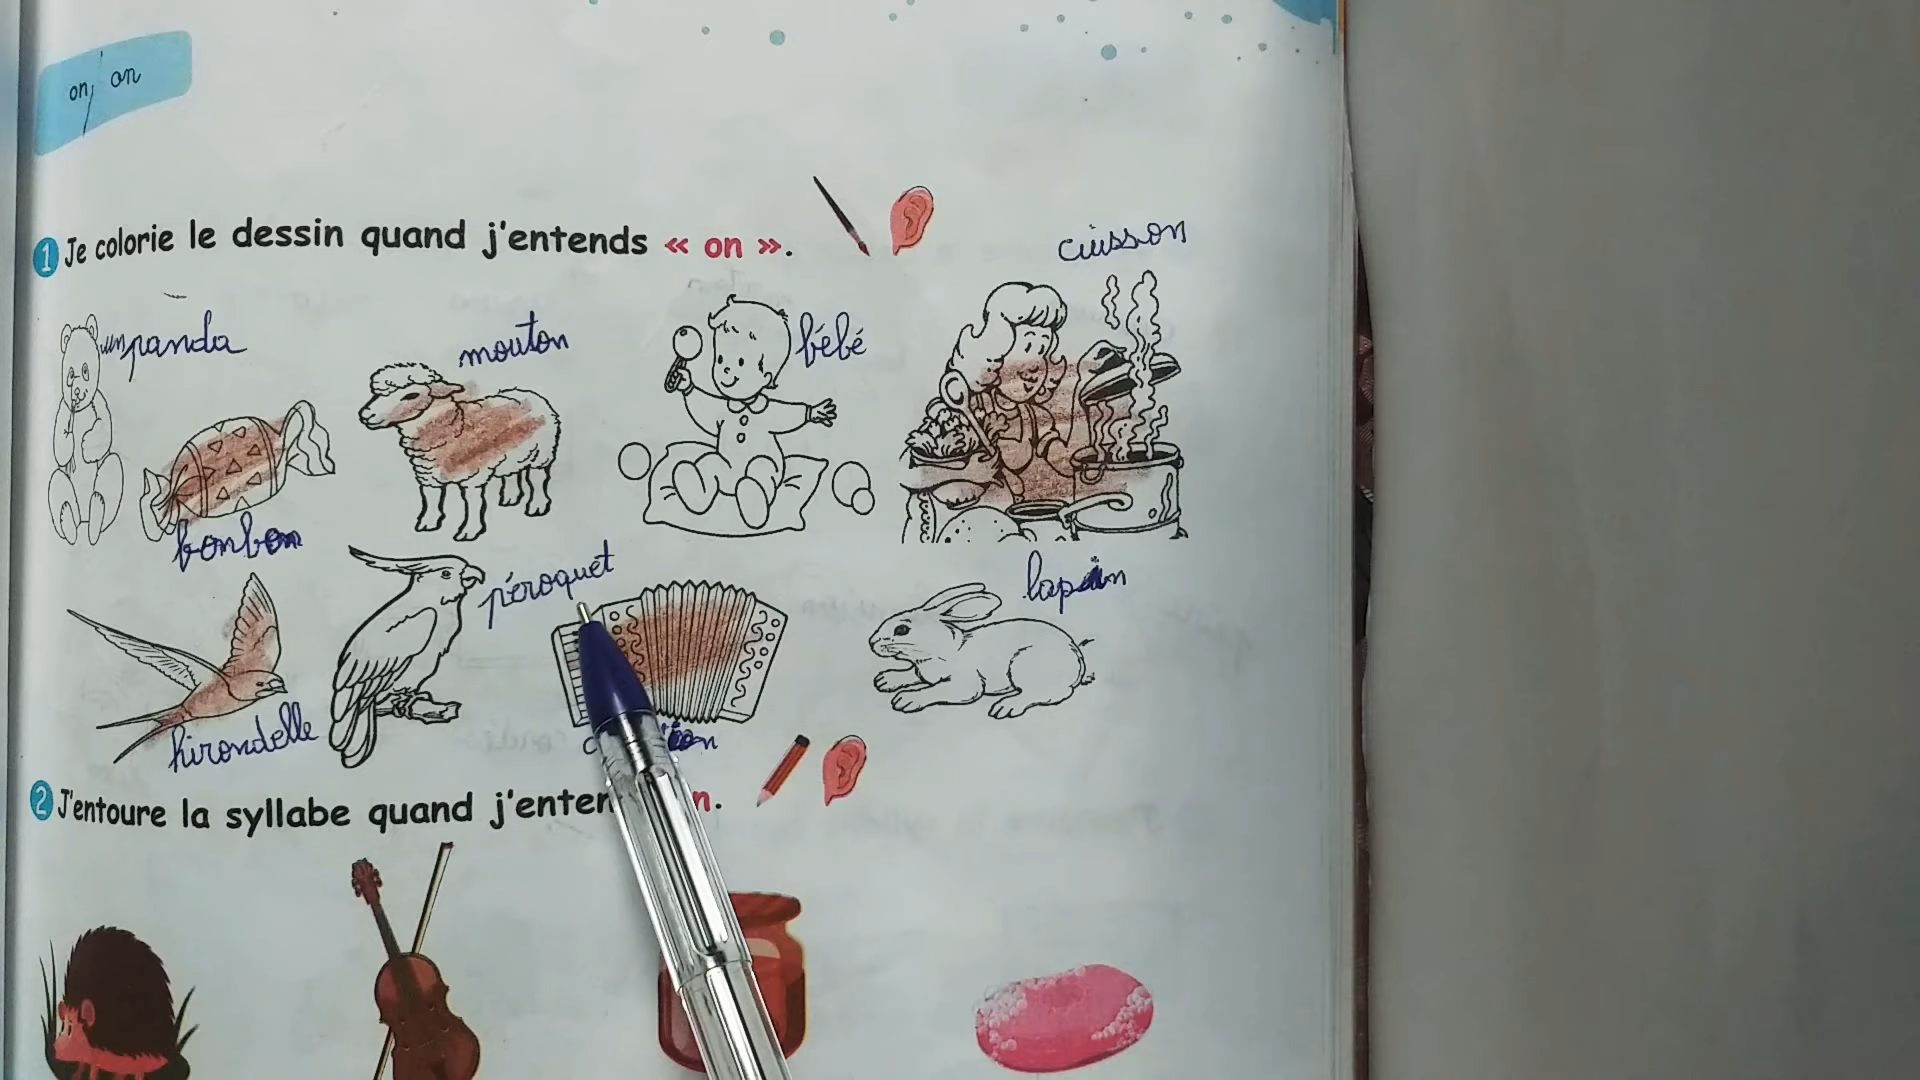 on/ on
1 Je colorie le dessin quand j'entends « on ».
cuisson
un panda
mouton
bébé
bonbon
péroquet
lapin
hirondelle
2 J'entoure la syllabe quand j'enten n.